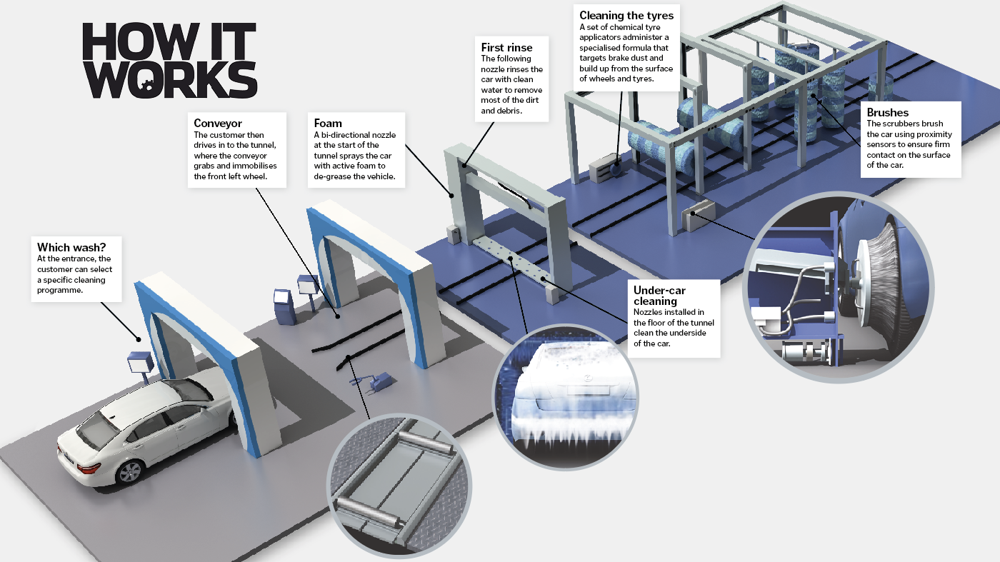 HOW IT
WORKS
Which wash?
At the entrance, the
customer can select
a specific cleaning
programme.
Conveyor
The customer then
drives in to the tunnel,
where the conveyor
grabs and immobilises
the front left wheel.
Foam
A bi-directional nozzle
at the start of the
tunnel sprays the car
with active foam to
de-grease the vehicle.
First rinse
The following
nozzle rinses the
car with clean
water to remove
most of the dirt
and debris.
Cleaning the tyres
A set of chemical tyre
applicators administer a
specialised formula that
targets brake dust and
build up from the surface
of wheels and tyres.
Brushes
The scrubbers brush
the car using proximity
sensors to ensure firm
contact on the surface
of the car.
Under-car
cleaning
Nozzles installed in
the floor of the tunnel
clean the underside
of the car.